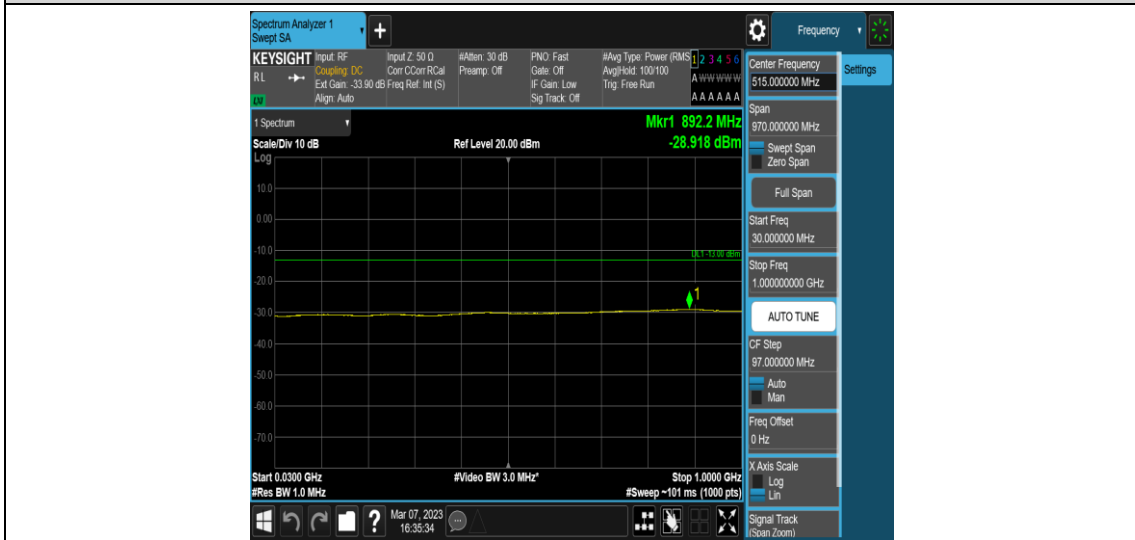 Spectrum Analyzer 1
Swept SA
+
Frequency
KEYSIGHT
RL
LXI
Input: RF
Coupling: DC
Ext Gain: -33.90 dB
Align: Auto
Input Z: 50 Ω
Corr CCorr RCal
Freq Ref: Int (S)
#Atten: 30 dB
Preamp: Off
PNO: Fast
Gate: Off
IF Gain: Low
Sig Track: Off
#Avg Type: Power (RMS
Avg|Hold: 100/100
Trig: Free Run
1 2 3 4 5 6
A W W W W W
A A A A A A
1 Spectrum
Mkr1 892.2 MHz
-28.918 dBm
Scale/Div 10 dB
Ref Level 20.00 dBm
Log
10.0
0.00
-10.0
DL1 -13.00 dBm
-20.0
1
-30.0
-40.0
-50.0
-60.0
-70.0
Start 0.0300 GHz
#Video BW 3.0 MHz*
Stop 1.0000 GHz
#Res BW 1.0 MHz
#Sweep ~101 ms (1000 pts)
?
Mar 07, 2023
16:35:34
Center Frequency
515.000000 MHz
Settings
Span
970.000000 MHz
Swept Span
Zero Span
Full Span
Start Freq
30.000000 MHz
Stop Freq
1.000000000 GHz
AUTO TUNE
CF Step
97.000000 MHz
Auto
Man
Freq Offset
0 Hz
X Axis Scale
Log
Lin
Signal Track
(Span Zoom)